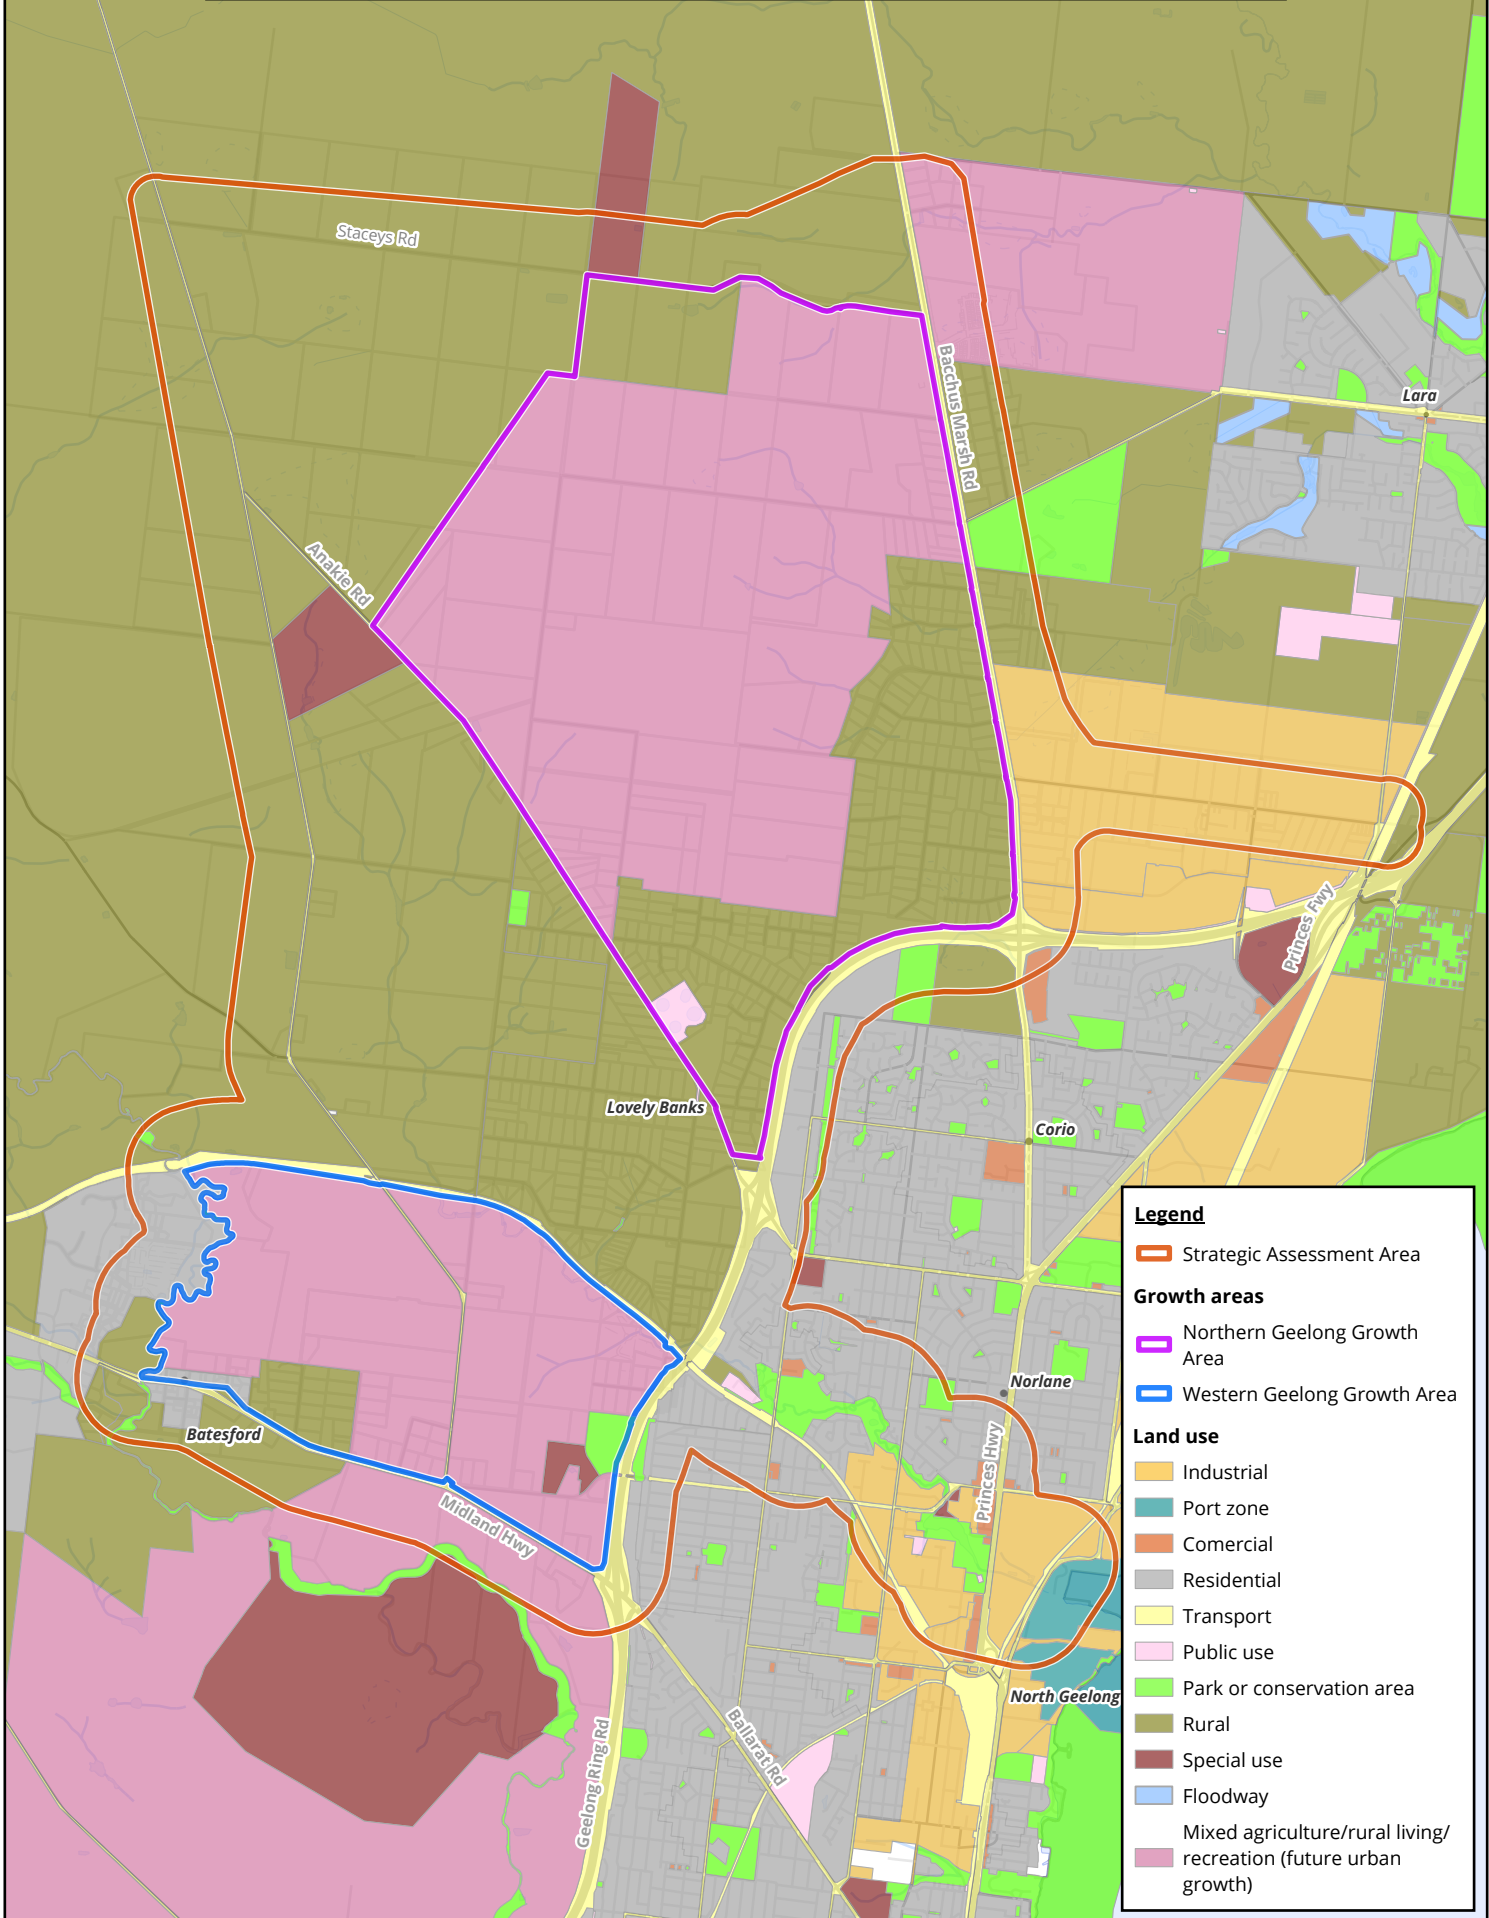 Staceys Rd
Bacchus Marsh Rd
Lara
Anakie Rd
Princes Fwy
Lovely Banks
Corio
Norlane
Batesford
Princes Hwy
Midland Hwy
North Geelong
Ballarat Rd
Geelong Ring Rd
Legend
Strategic Assessment Area
Growth areas
Northern Geelong Growth
Area
Western Geelong Growth Area
Land use
Industrial
Port zone
Comercial
Residential
Transport
Public use
Park or conservation area
Rural
Special use
Floodway
Mixed agriculture/rural living/
recreation (future urban
growth)